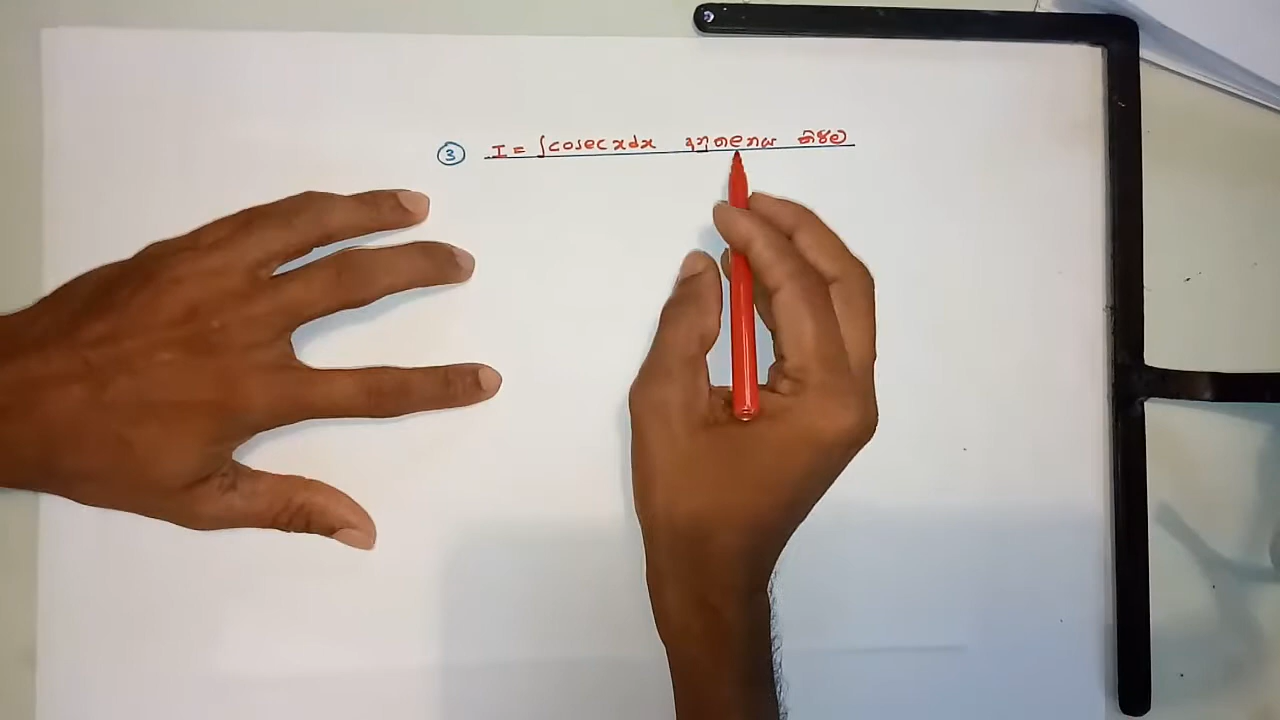 ③ I = ∫cosec x dx අනුකලනය කිරීම